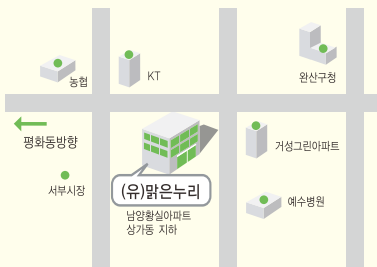 농협
KT
완산구청
평화동방향
거성그린아파트
서부시장
(유)맑은누리
예수병원
남양황실아파트
상가동 지하